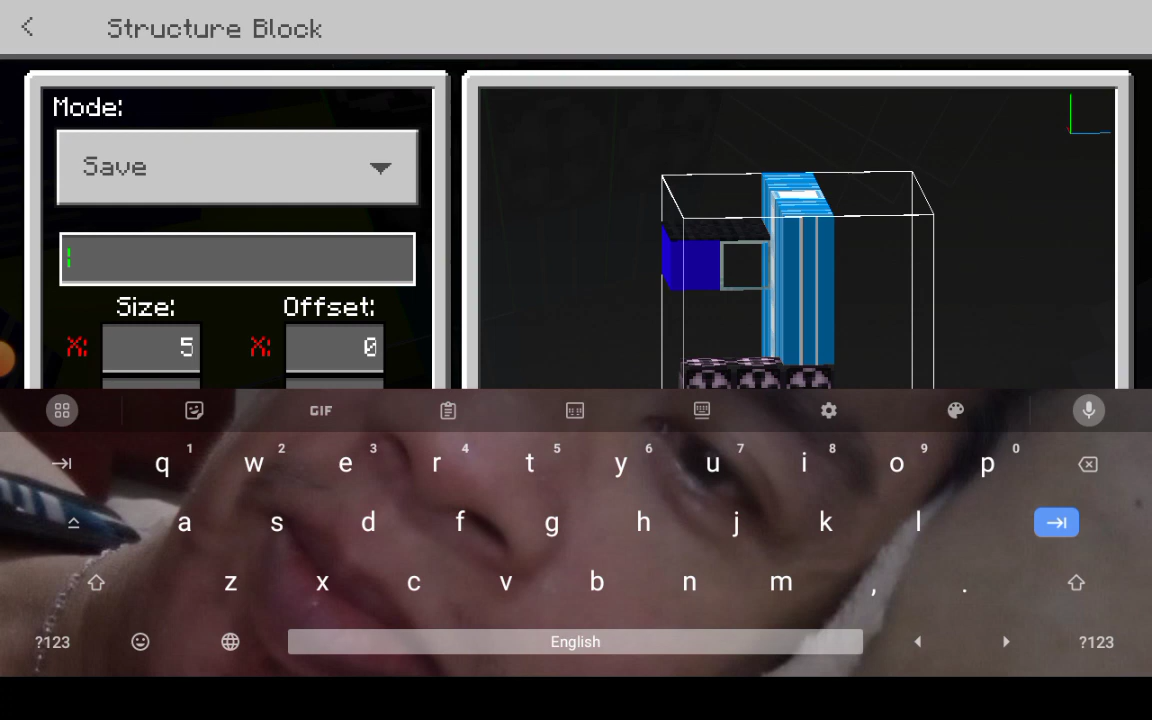 Structure Block
Mode:
Save
Size: Offset:
X: 5 X: 0
GIF
1 2 3 4 5 6 7 8 9 0
q w e r t y u i o p
a s d f g h j k l
z x c v b n m , .
?123 English ?123